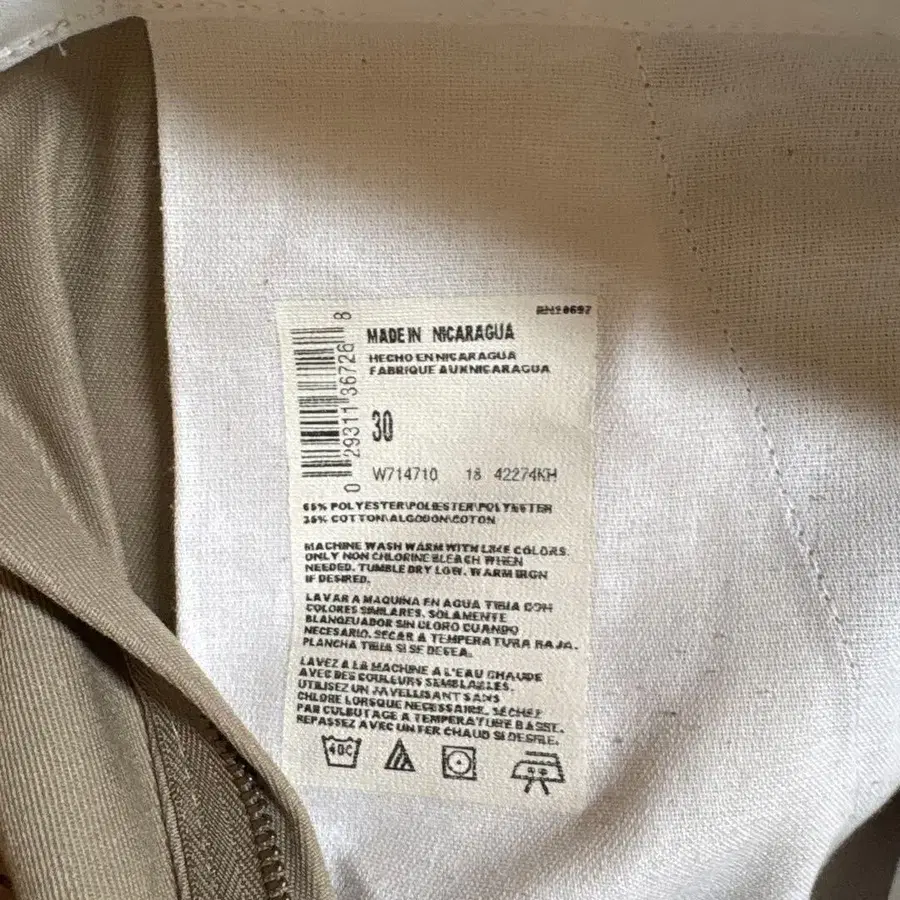 RN20697
MADE IN NICARAGUA
HECHO EN NICARAGUA
FABRIQUE AUX NICARAGUA
0 29311 36726 8
30
W714710 18 42274KH
65% POLYESTER\POLIESTER\POLYESTER
35% COTTON\ALGODON\COTON
MACHINE WASH WARM WITH LIKE COLORS.
ONLY NON CHLORINE BLEACH WHEN
NEEDED. TUMBLE DRY LOW. WARM IRON
IF DESIRED.
LAVAR A MAQUINA EN AGUA TIBIA CON
COLORES SIMILARES. SOLAMENTE
BLANQUEADOR SIN CLORO CUANDO
NECESARIO. SECAR A TEMPERATURA BAJA.
PLANCHA TIBIA SI SE DESEA.
LAVEZ A LA MACHINE A L'EAU CHAUDE
AVEC DES COULEURS SEMBLABLES.
UTILISEZ UN JAVELLISANT SANS
CHLORE LORSQUE NECESSAIRE. SECHEZ
PAR CULBUTAGE A TEMPERATURE BASSE.
REPASSEZ AVEC UN FER CHAUD SI DESIREE.
40C